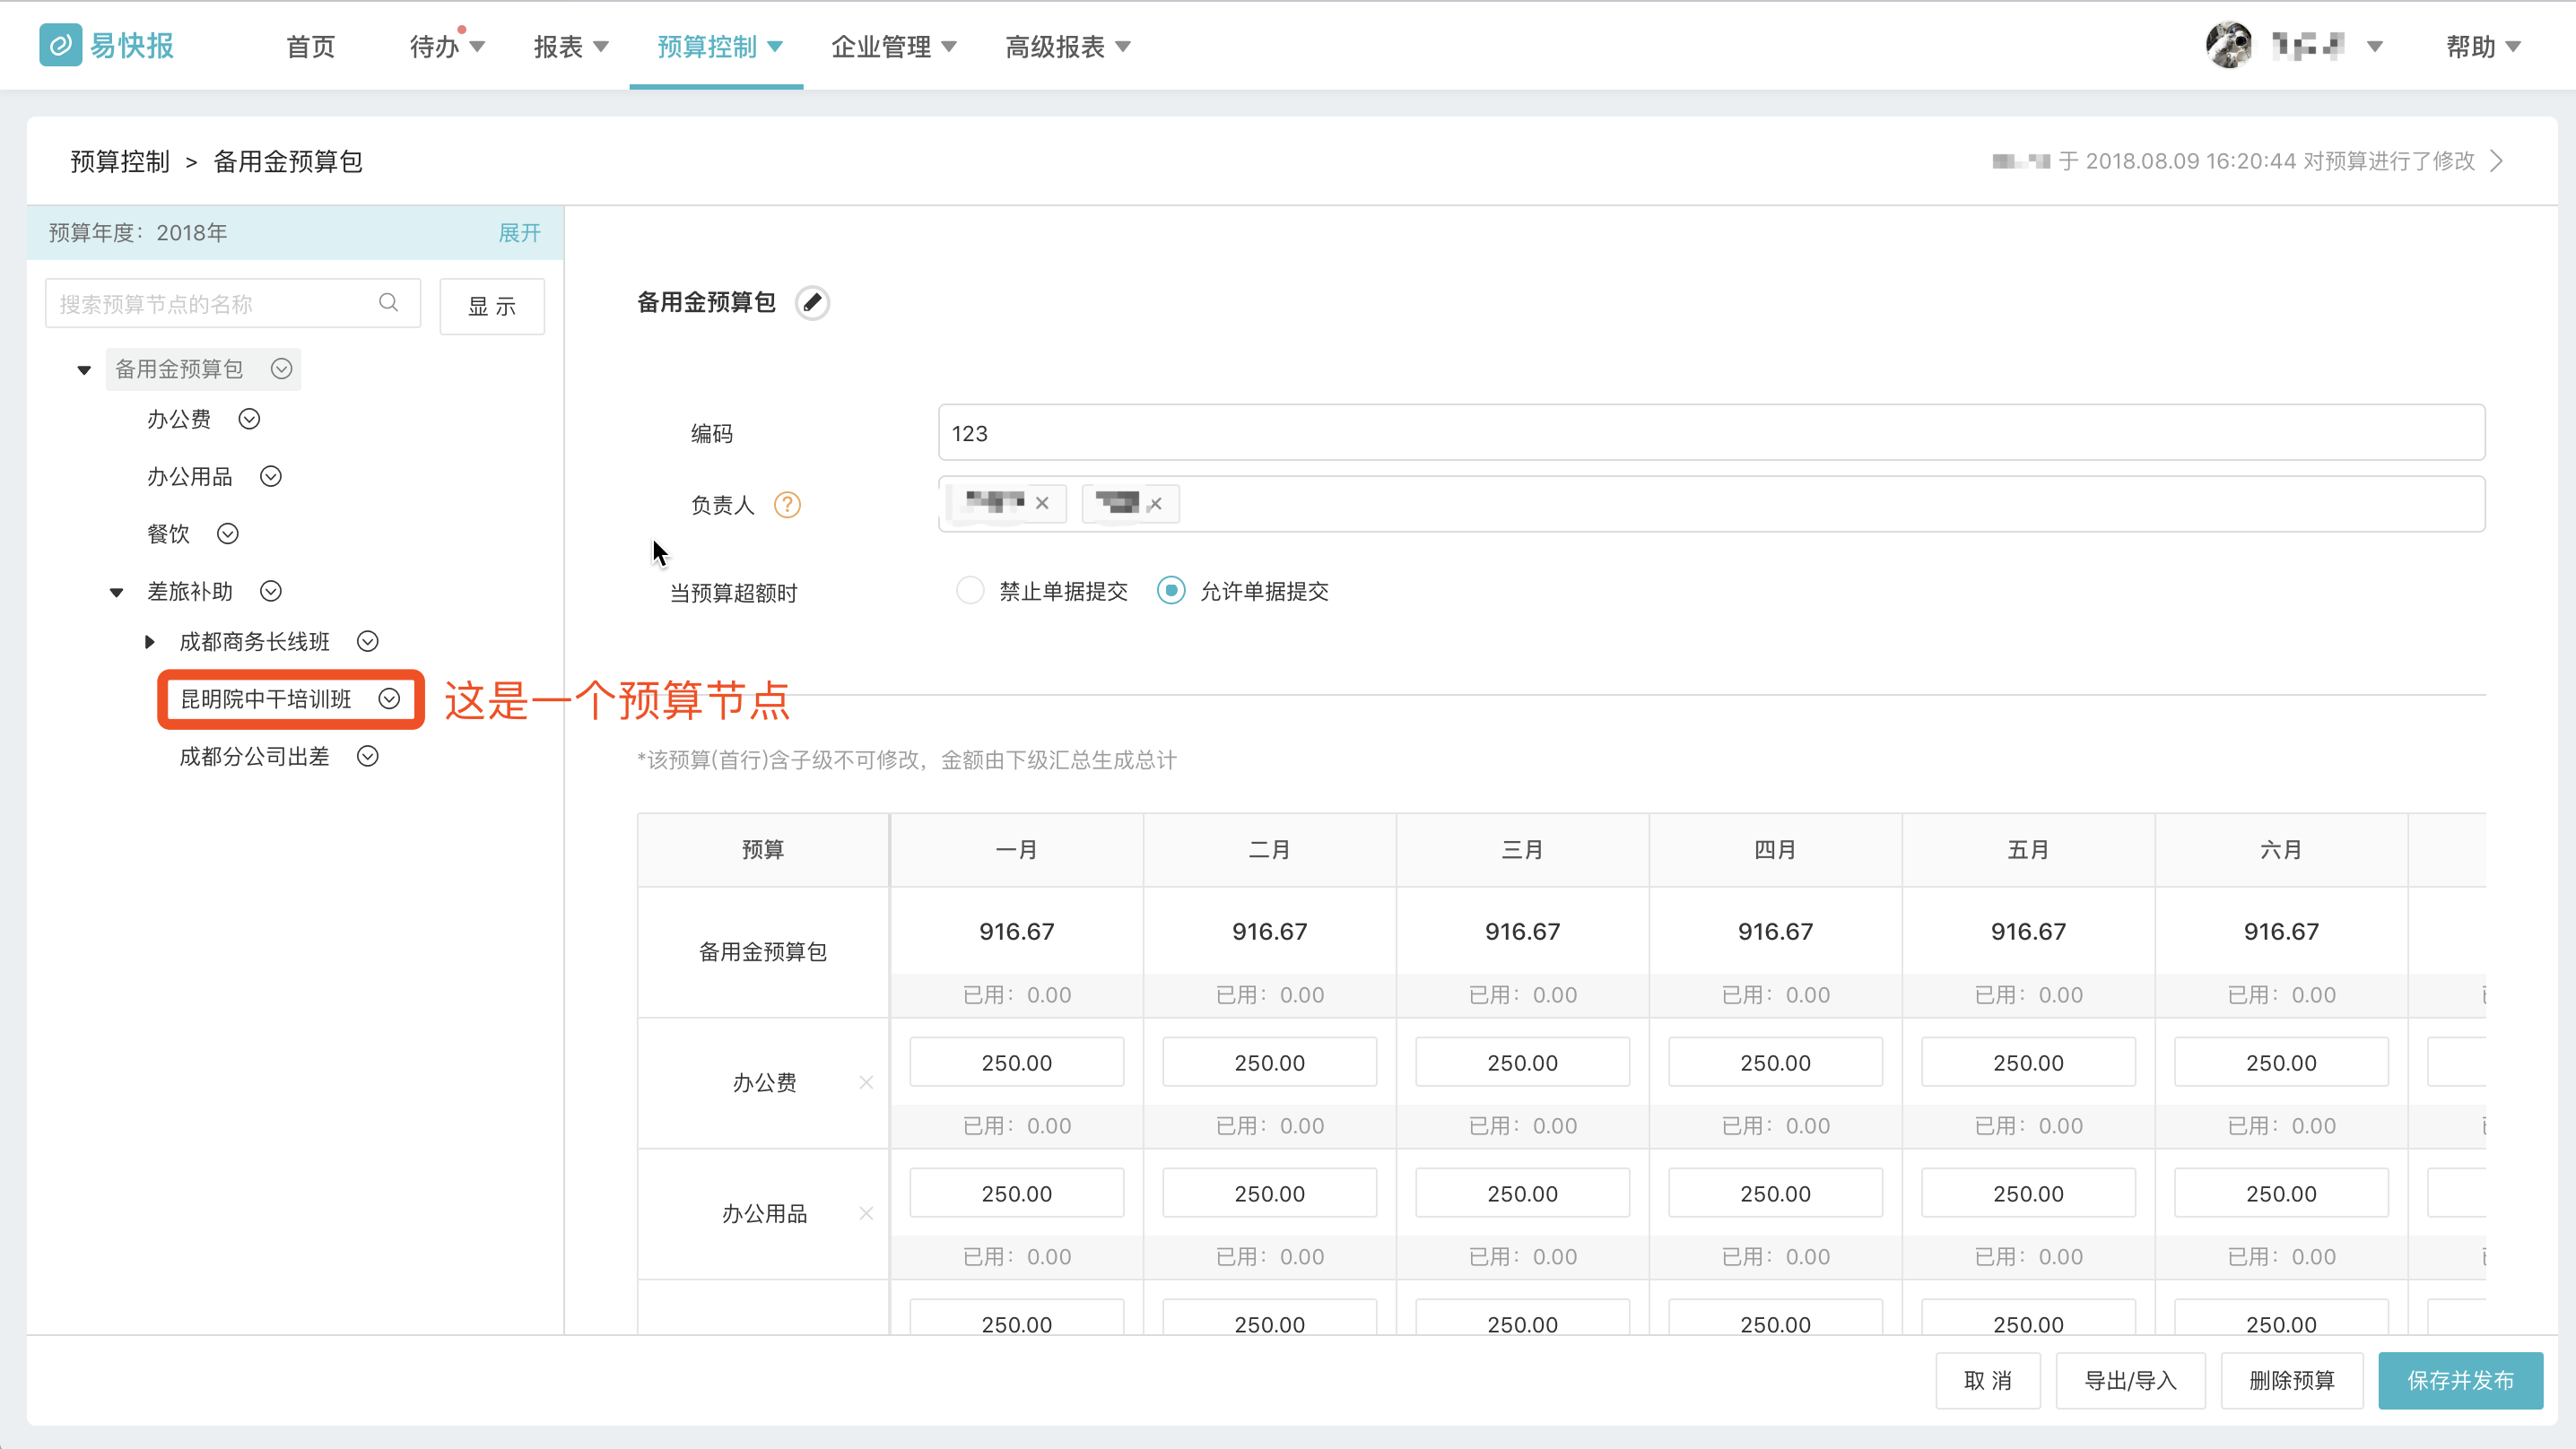 易快报
首页 待办 报表 预算控制 企业管理 高级报表 帮助
预算控制 > 备用金预算包
于 2018.08.09 16:20:44 对预算进行了修改
预算年度：2018年 展开
搜索预算节点的名称 显 示
备用金预算包
办公费
办公用品
餐饮
差旅补助
成都商务长线班
昆明院中干培训班
成都分公司出差
这是一个预算节点
备用金预算包
编码 123
负责人 ?
当预算超额时 禁止单据提交 允许单据提交
*该预算(首行)含子级不可修改，金额由下级汇总生成总计
预算 一月 二月 三月 四月 五月 六月
备用金预算包 916.67 916.67 916.67 916.67 916.67 916.67
已用：0.00 已用：0.00 已用：0.00 已用：0.00 已用：0.00 已用：0.00
办公费 250.00 250.00 250.00 250.00 250.00 250.00
已用：0.00 已用：0.00 已用：0.00 已用：0.00 已用：0.00 已用：0.00
办公用品 250.00 250.00 250.00 250.00 250.00 250.00
已用：0.00 已用：0.00 已用：0.00 已用：0.00 已用：0.00 已用：0.00
250.00 250.00 250.00 250.00 250.00 250.00
取 消 导出/导入 删除预算 保存并发布